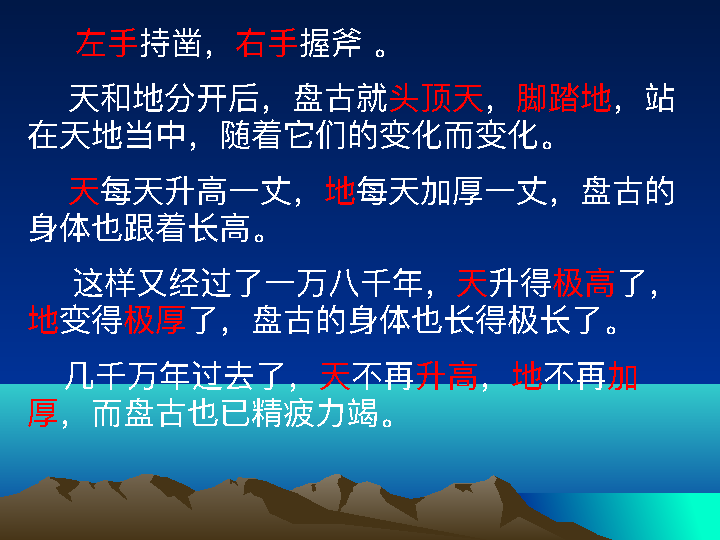 左手持凿，右手握斧 。
天和地分开后，盘古就头顶天，脚踏地，站
在天地当中，随着它们的变化而变化。
天每天升高一丈，地每天加厚一丈，盘古的
身体也跟着长高。
这样又经过了一万八千年，天升得极高了，
地变得极厚了，盘古的身体也长得极长了。
几千万年过去了，天不再升高，地不再加
厚，而盘古也已精疲力竭。